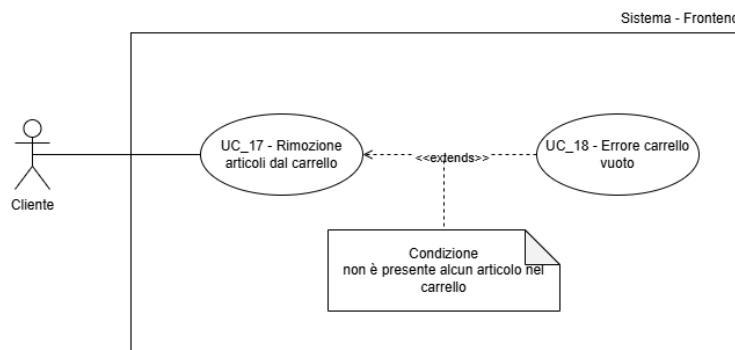 Sistema - Frontend
UC_17 - Rimozione
articoli dal carrello
<<extends>>
UC_18 - Errore carrello
vuoto
Cliente
Condizione
non è presente alcun articolo nel
carrello